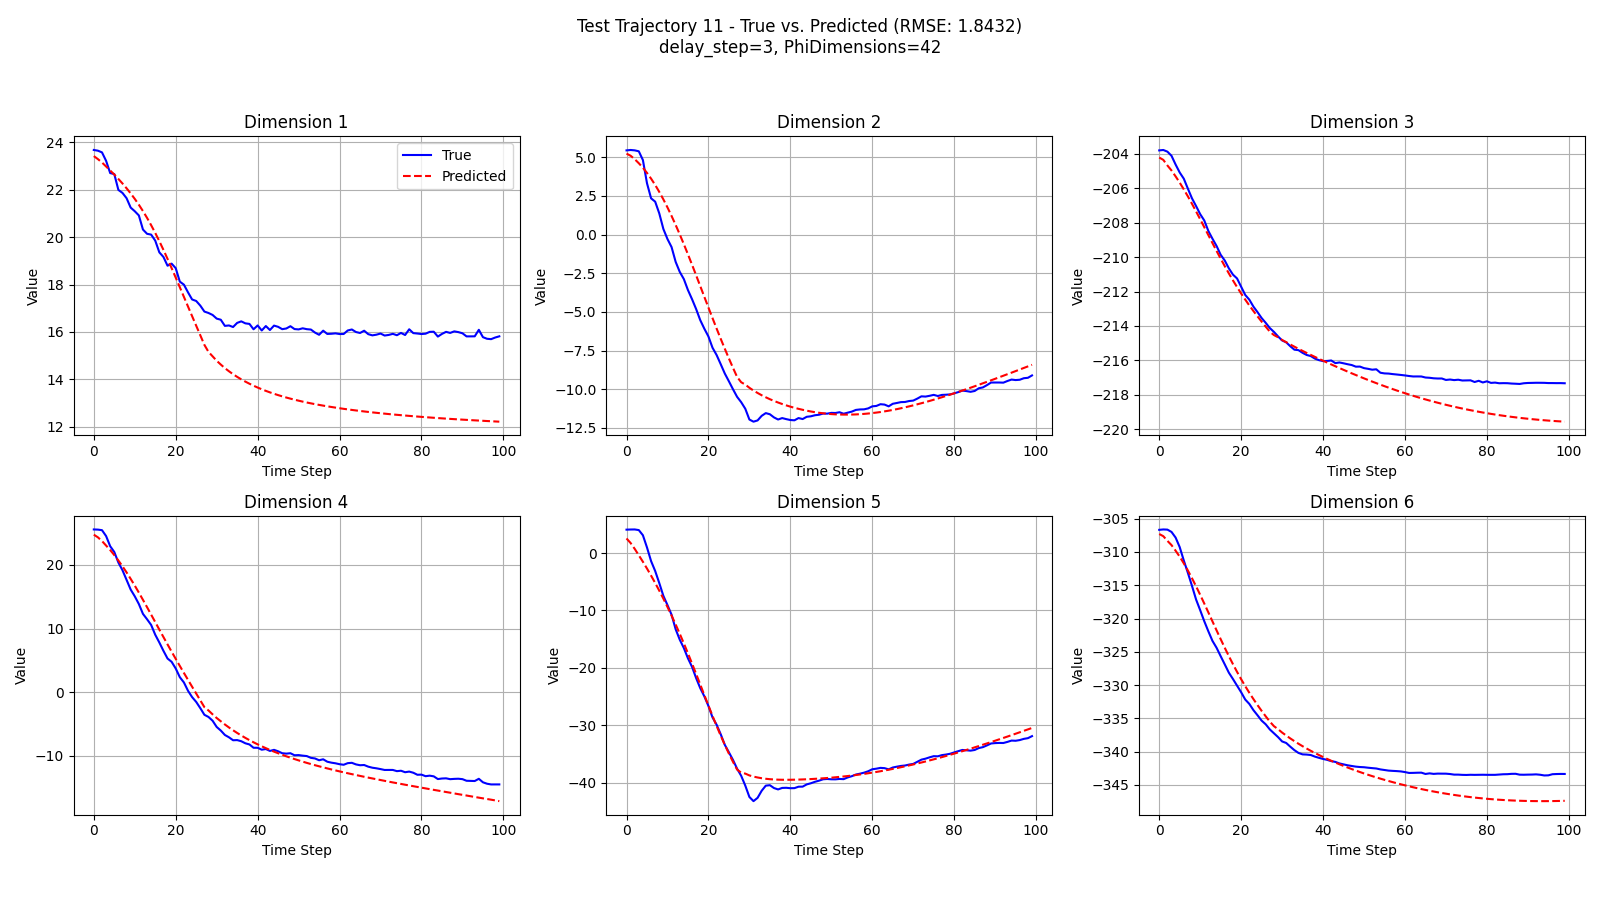 Test Trajectory 11 - True vs. Predicted (RMSE: 1.8432)
delay_step=3, PhiDimensions=42
Dimension 1
24
22
20
18
16
14
12
Value
0 20 40 60 80 100
Time Step
True
Predicted
Dimension 2
5.0
2.5
0.0
−2.5
−5.0
−7.5
−10.0
−12.5
Value
0 20 40 60 80 100
Time Step
Dimension 3
−204
−206
−208
−210
−212
−214
−216
−218
−220
Value
0 20 40 60 80 100
Time Step
Dimension 4
20
10
0
−10
Value
0 20 40 60 80 100
Time Step
Dimension 5
0
−10
−20
−30
−40
Value
0 20 40 60 80 100
Time Step
Dimension 6
−305
−310
−315
−320
−325
−330
−335
−340
−345
Value
0 20 40 60 80 100
Time Step